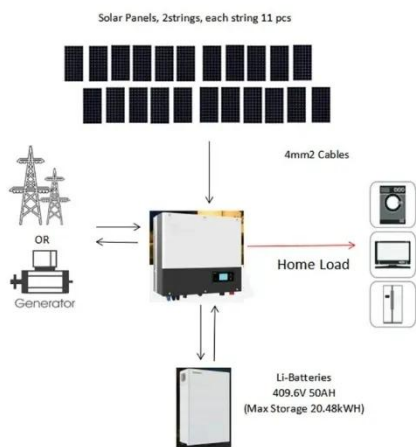 Solar Panels, 2strings, each string 11 pcs
4mm2 Cables
OR
Generator
Home Load
Li-Batteries
409.6V 50AH
(Max Storage 20.48kWH)